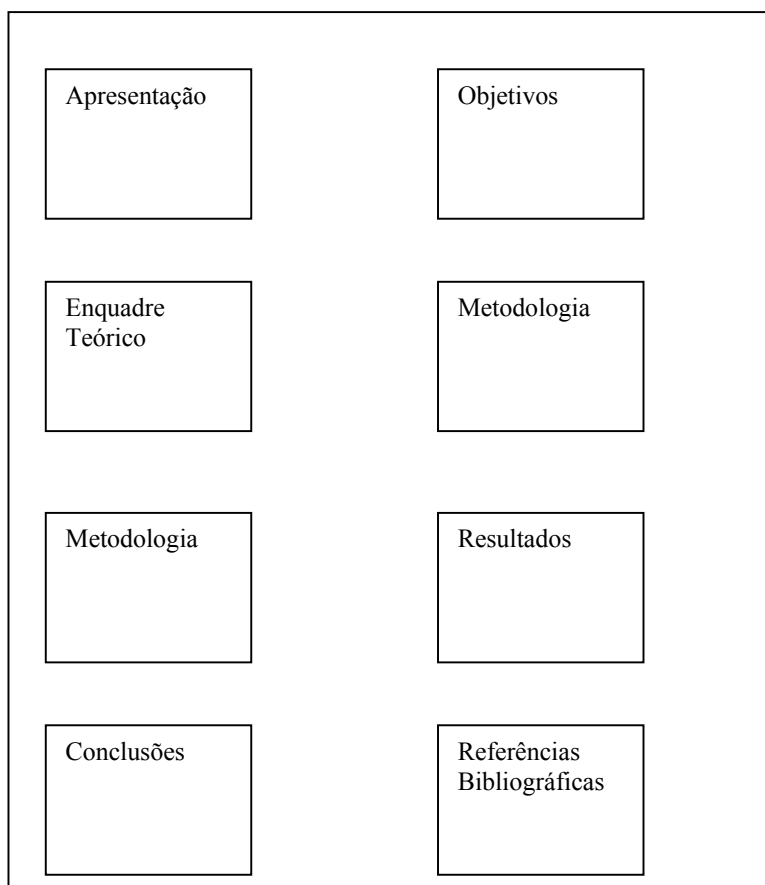 Apresentação
Objetivos
Enquadre
Teórico
Metodologia
Metodologia
Resultados
Conclusões
Referências
Bibliográficas